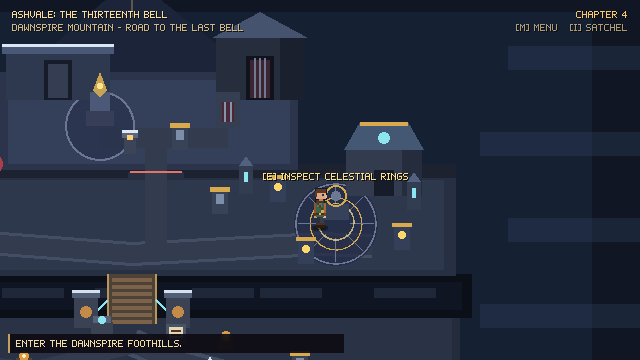 ASHVALE: THE THIRTEENTH BELL
DAWNSPIRE MOUNTAIN - ROAD TO THE LAST BELL
CHAPTER 4
[M] MENU [I] SATCHEL
[E] INSPECT CELESTIAL RINGS
ENTER THE DAWNSPIRE FOOTHILLS.